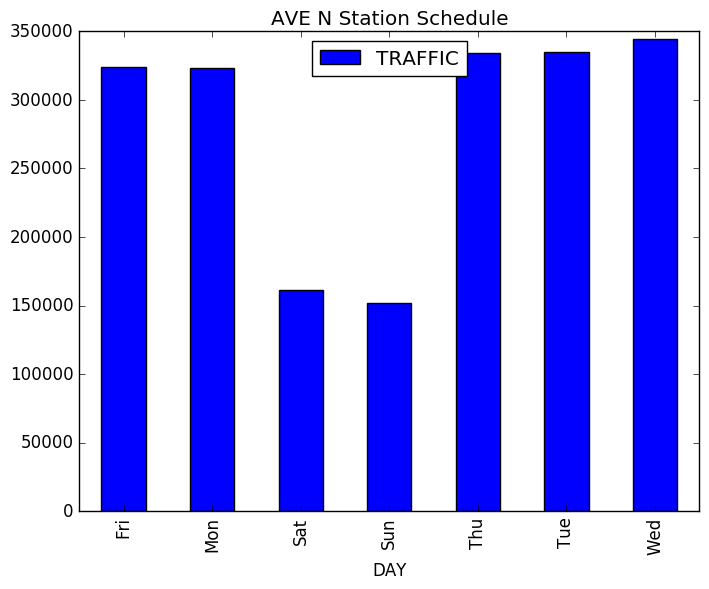 AVE N Station Schedule
TRAFFIC
350000
300000
250000
200000
150000
100000
50000
0
Fri
Mon
Sat
Sun
Thu
Tue
Wed
DAY